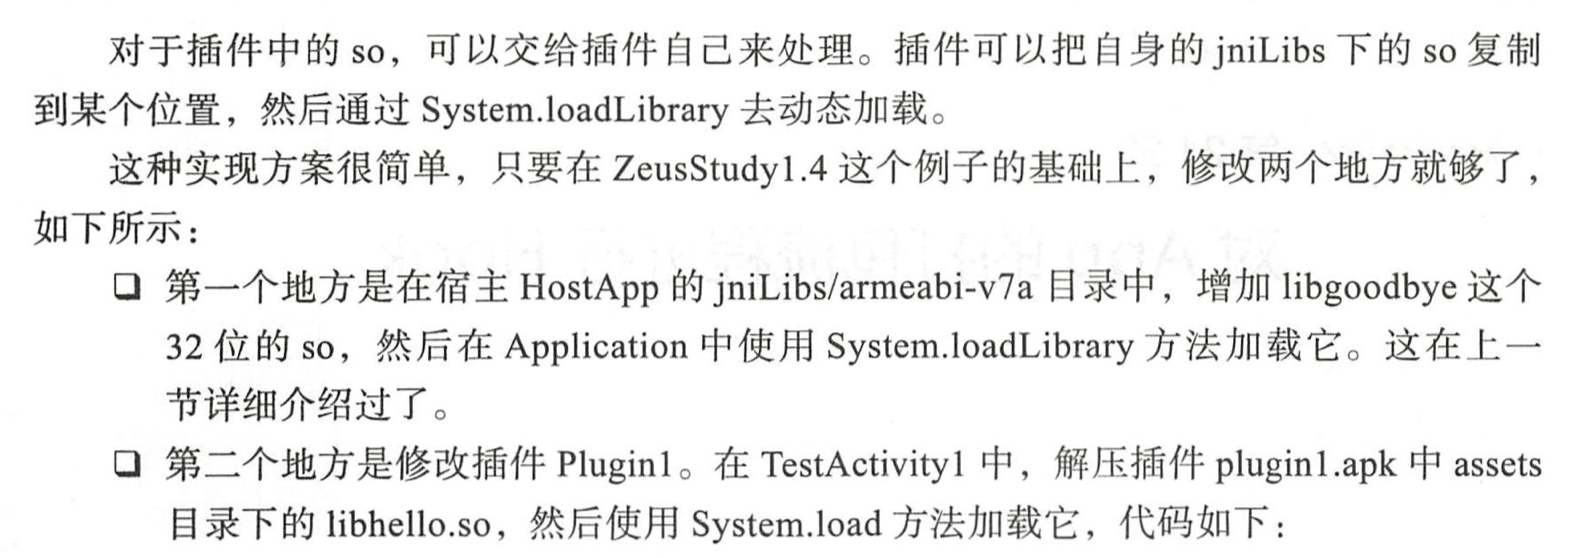 对于插件中的 so，可以交给插件自己来处理。插件可以把自身的 jniLibs 下的 so 复制
到某个位置，然后通过 System.loadLibrary 去动态加载。
这种实现方案很简单，只要在 ZeusStudy1.4 这个例子的基础上，修改两个地方就够了，
如下所示：
❑ 第一个地方是在宿主 HostApp 的 jniLibs/armeabi-v7a 目录中，增加 libgoodbye 这个
32 位的 so，然后在 Application 中使用 System.loadLibrary 方法加载它。这在上一
节详细介绍过了。
❑ 第二个地方是修改插件 Plugin1。在 TestActivity1 中，解压插件 plugin1.apk 中 assets
目录下的 libhello.so，然后使用 System.load 方法加载它，代码如下：